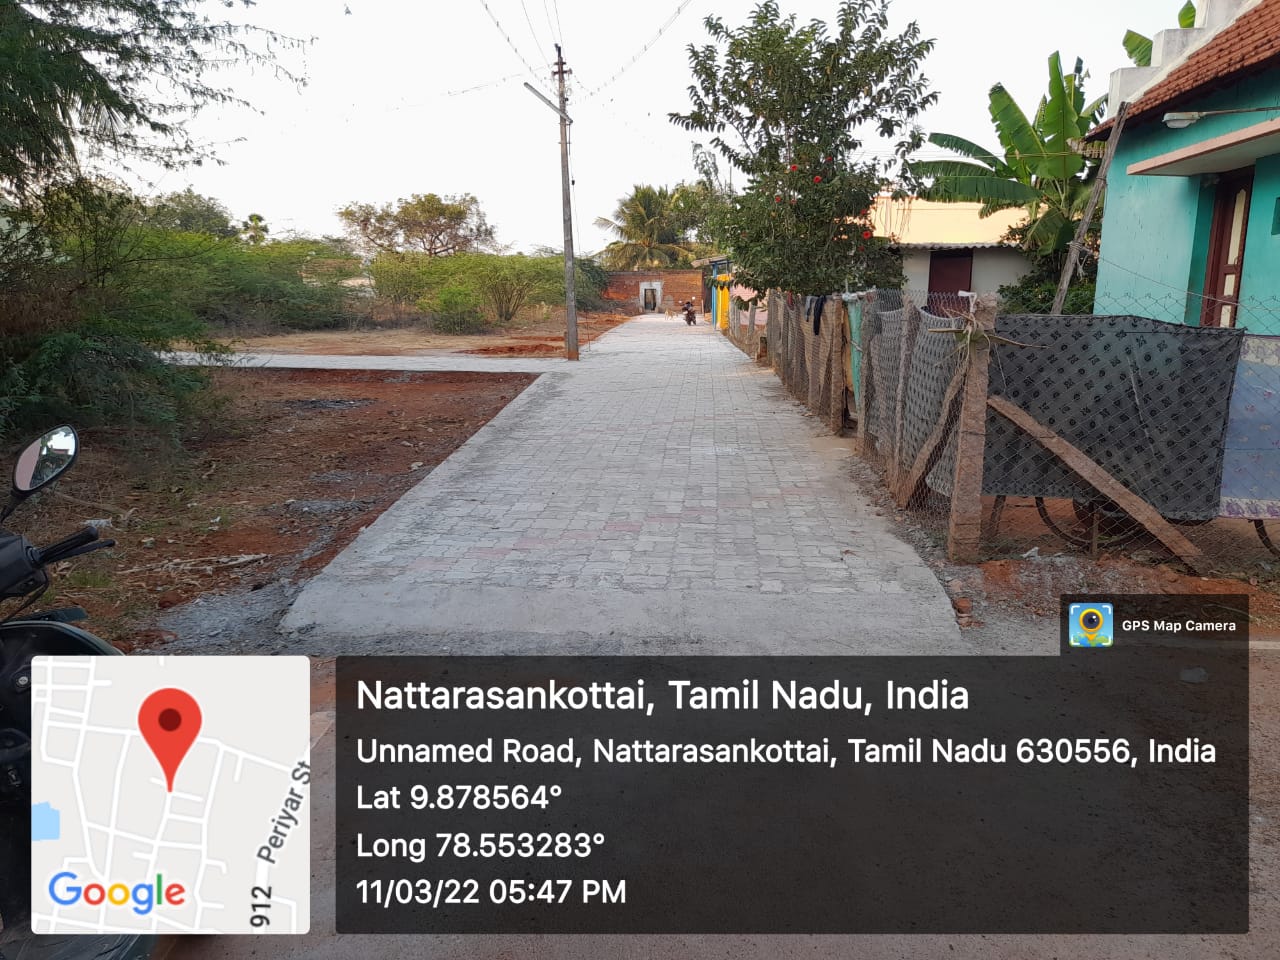 GPS Map Camera
Nattarasankottai, Tamil Nadu, India
Unnamed Road, Nattarasankottai, Tamil Nadu 630556, India
Lat 9.878564°
Long 78.553283°
11/03/22 05:47 PM
Periyar St
912
Google